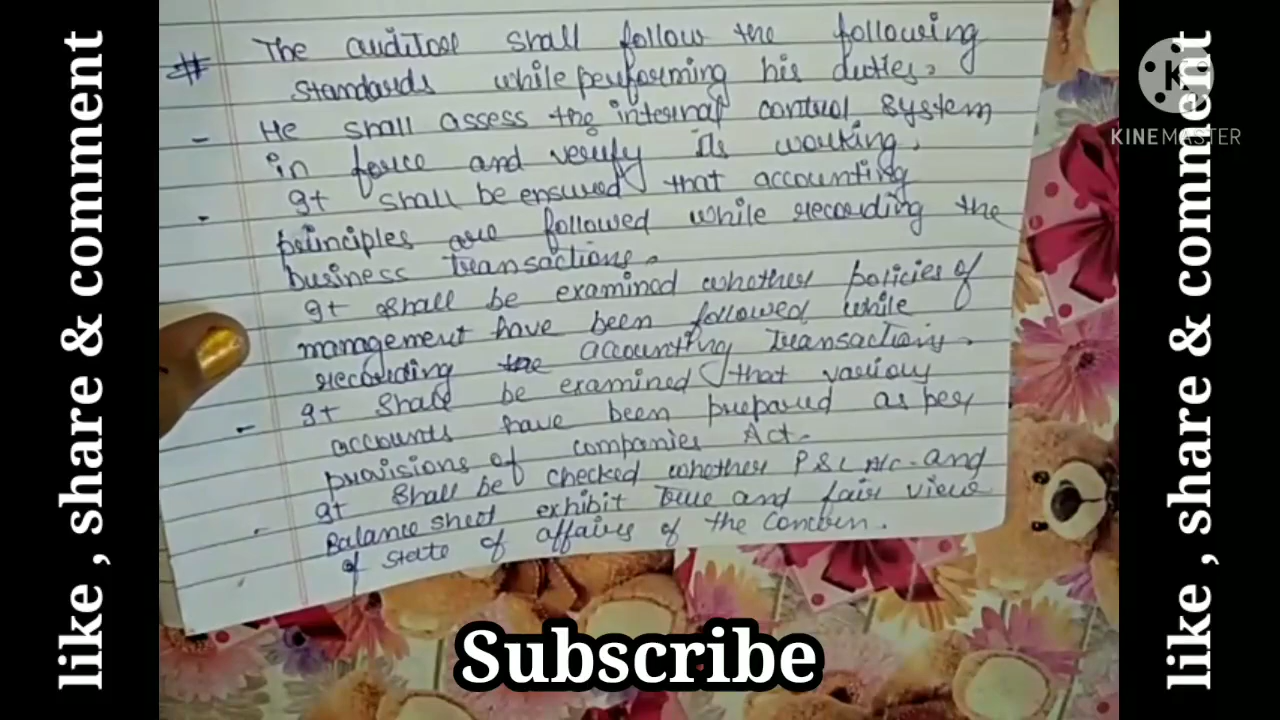 like , share & comment
# The auditor shall follow the following
standards while performing his duties.
- He shall assess the internal control system
in force and verify its working.
- It shall be ensured that accounting
principles are followed while recording the
business transactions.
It shall be examined whether policies of
management have been followed while
recording the accounting transactions.
- It shall be examined that various
accounts have been prepared as per
provisions of companies Act.
- It shall be checked whether P&L A/c. and
Balance sheet exhibit true and fair view
of state of affairs of the concern.
Subscribe
K
KINEMASTER
like , share & comment